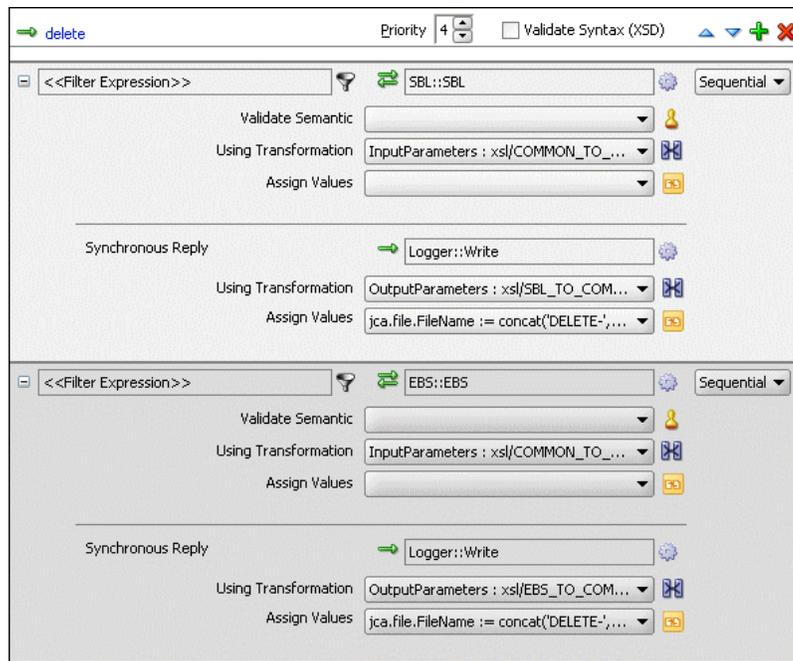 delete Priority 4 Validate Syntax (XSD)
<<Filter Expression>> SBL::SBL Sequential
Validate Semantic
Using Transformation InputParameters : xsl/COMMON_TO_...
Assign Values
Synchronous Reply Logger::Write
Using Transformation OutputParameters : xsl/SBL_TO_COM...
Assign Values jca.file.FileName := concat('DELETE-',...
<<Filter Expression>> EBS::EBS Sequential
Validate Semantic
Using Transformation InputParameters : xsl/COMMON_TO_...
Assign Values
Synchronous Reply Logger::Write
Using Transformation OutputParameters : xsl/EBS_TO_COM...
Assign Values jca.file.FileName := concat('DELETE-',...